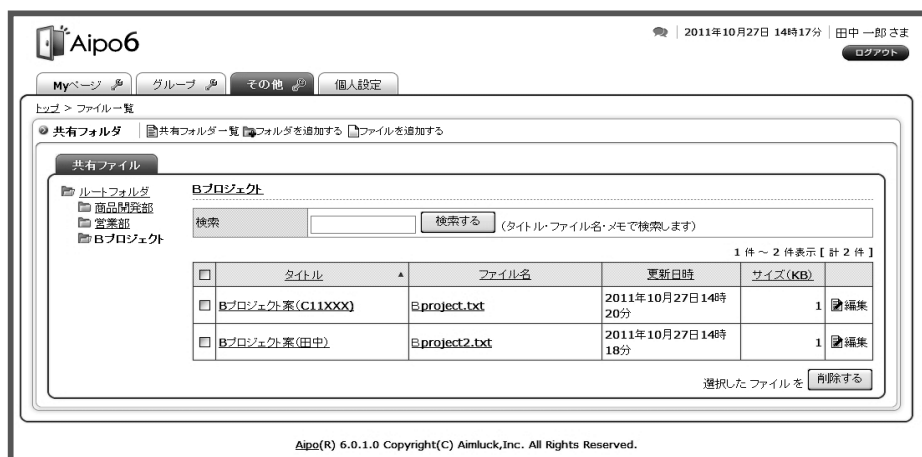 Aipo6
2011年10月27日 14時17分 田中 一郎さま
ログアウト
Myページ グループ その他 個人設定
トップ > ファイル一覧
共有フォルダ 共有フォルダ一覧 フォルダを追加する ファイルを追加する
共有ファイル
ルートフォルダ
商品開発部
営業部
Bプロジェクト
Bプロジェクト
検索 検索する (タイトル・ファイル名・メモで検索します)
1 件 ~ 2 件表示 [ 計 2 件 ]
タイトル ▲ ファイル名 更新日時 サイズ(KB)
Bプロジェクト案(C11XXX) Bproject.txt 2011年10月27日14時20分 1 編集
Bプロジェクト案(田中) Bproject2.txt 2011年10月27日14時18分 1 編集
選択した ファイル を 削除する
Aipo(R) 6.0.1.0 Copyright(C) Aimluck,Inc. All Rights Reserved.